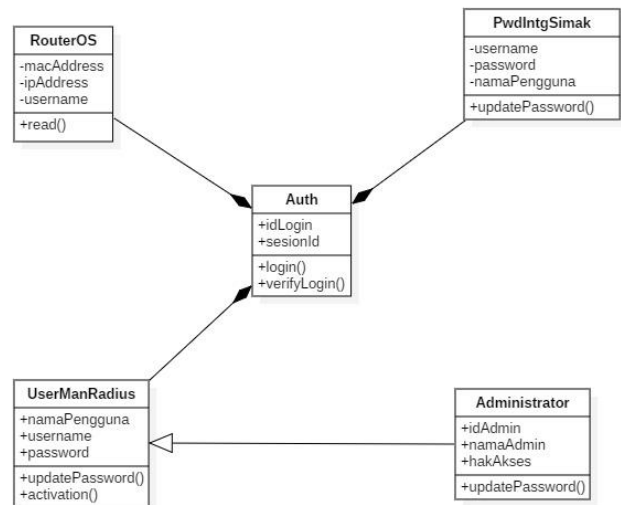 RouterOS
-macAddress
-ipAddress
-username
+read()
PwdIntgSimak
-username
-password
-namaPengguna
+updatePassword()
Auth
+idLogin
+sesionId
+login()
+verifyLogin()
UserManRadius
+namaPengguna
+username
+password
+updatePassword()
+activation()
Administrator
+idAdmin
+namaAdmin
+hakAkses
+updatePassword()